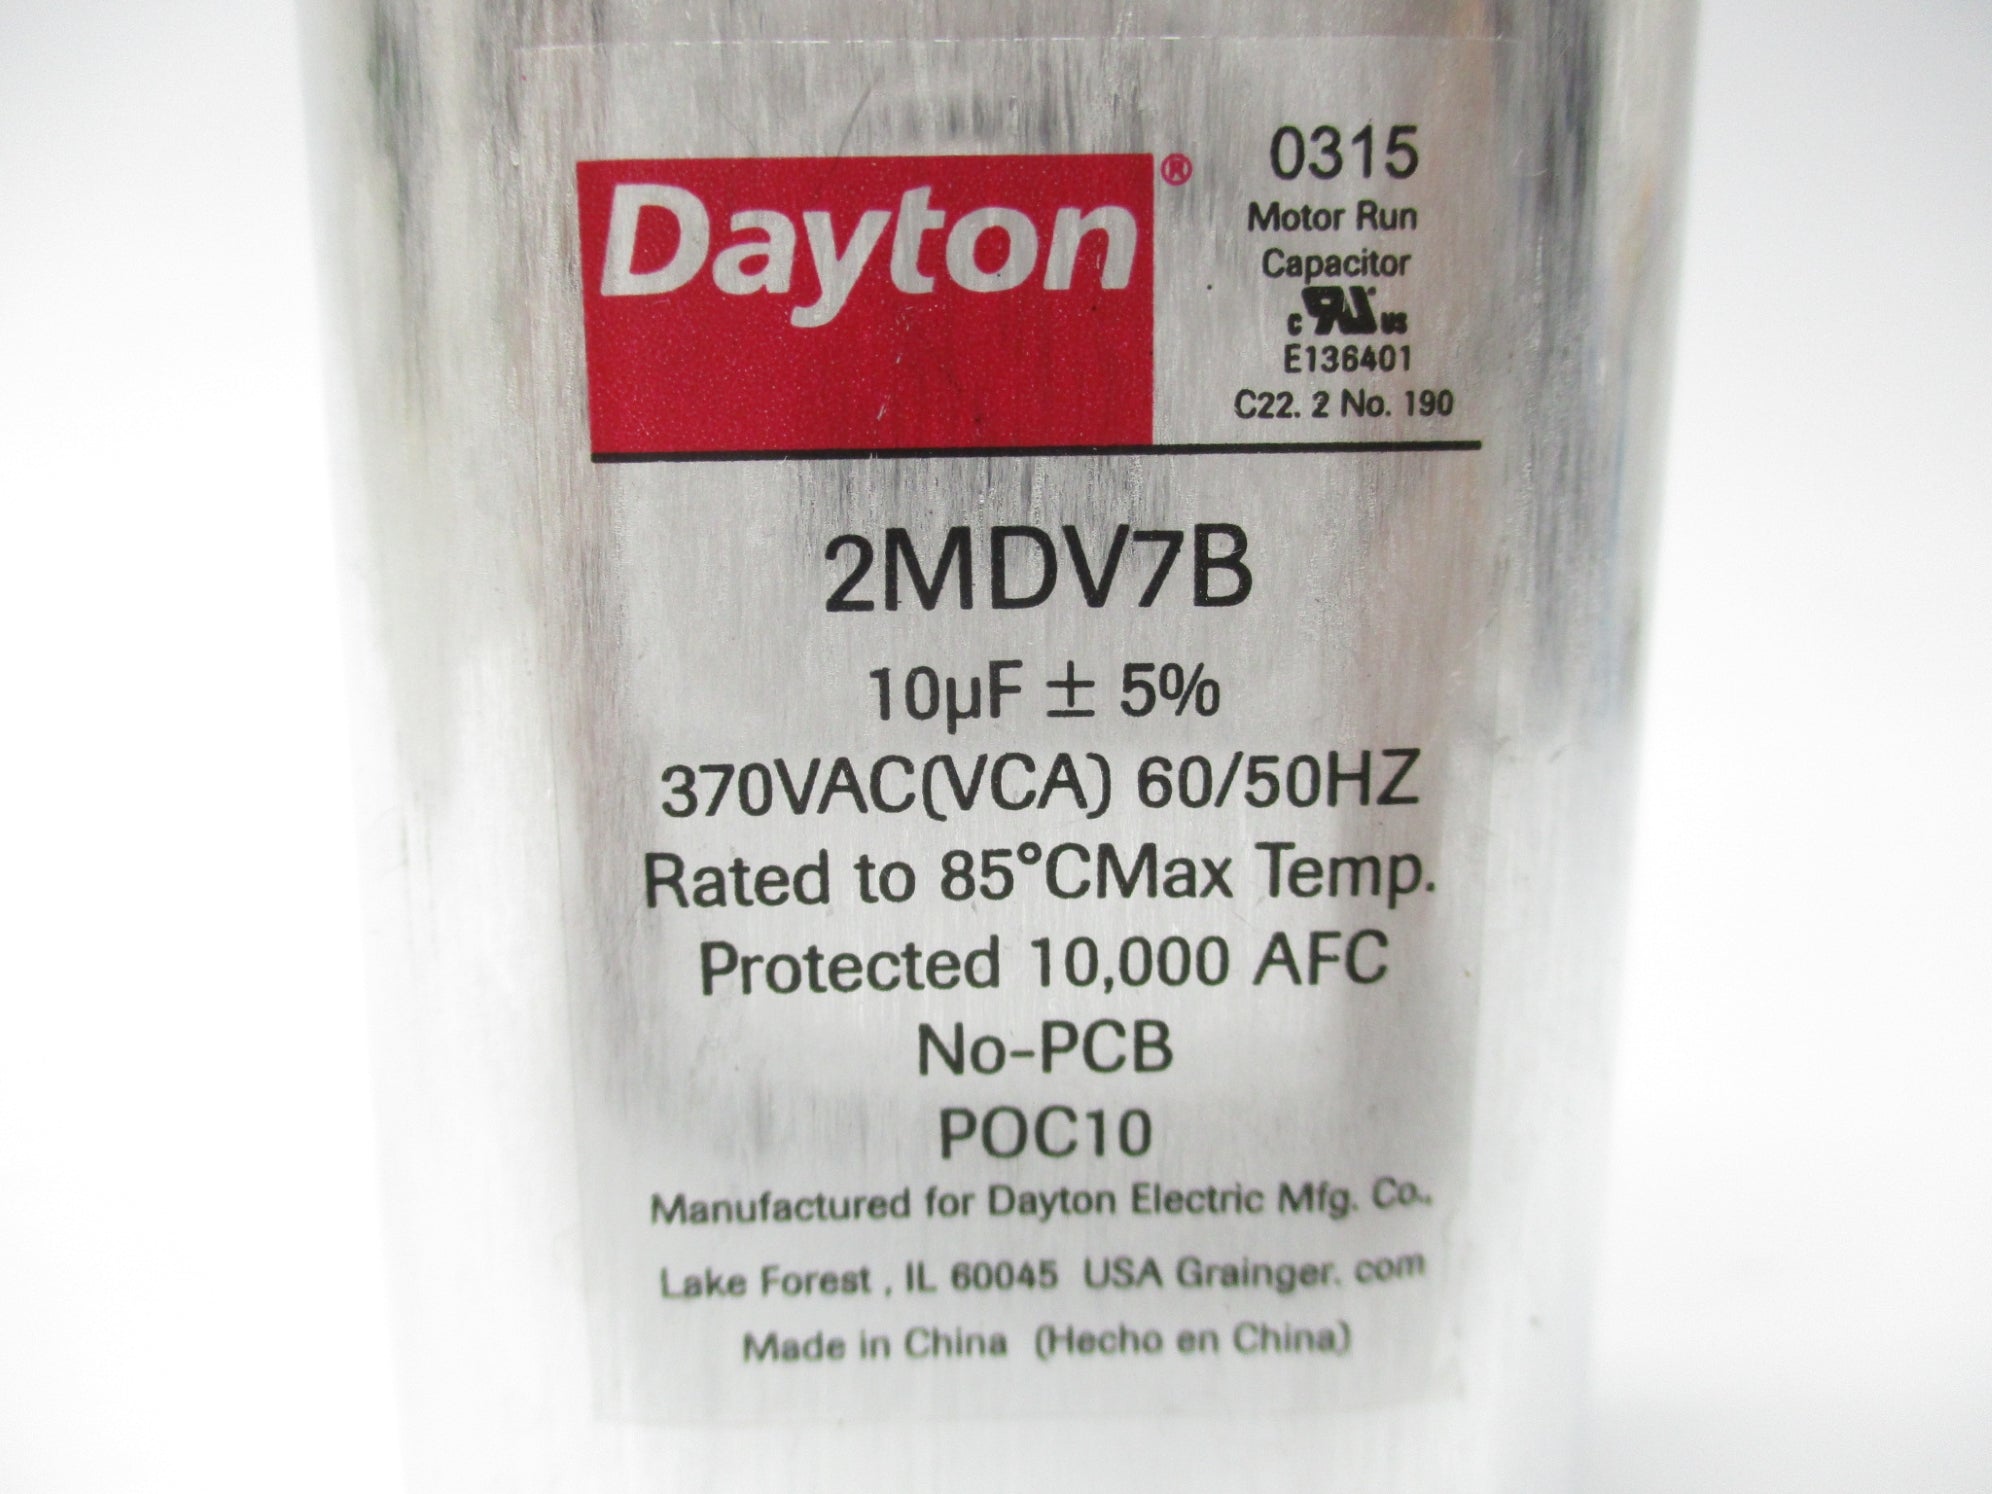 Dayton®
0315
Motor Run
Capacitor
c RU us
E136401
C22. 2 No. 190
2MDV7B
10µF ± 5%
370VAC(VCA) 60/50HZ
Rated to 85°CMax Temp.
Protected 10,000 AFC
No-PCB
POC10
Manufactured for Dayton Electric Mfg. Co.,
Lake Forest , IL 60045 USA Grainger. com
Made in China (Hecho en China)